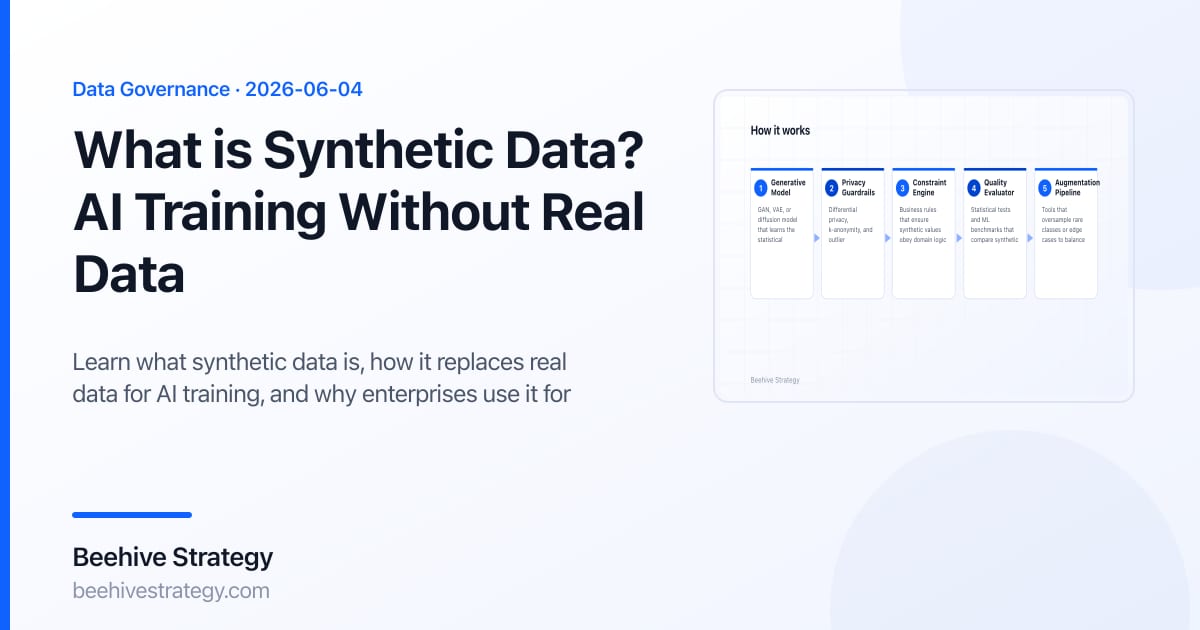 Data Governance · 2026-06-04
What is Synthetic Data?
AI Training Without Real
Data
Learn what synthetic data is, how it replaces real
data for AI training, and why enterprises use it for
Beehive Strategy
beehivestrategy.com
How it works
1
Generative
Model
GAN, VAE, or
diffusion model
that learns the
statistical
2
Privacy
Guardrails
Differential
privacy,
k-anonymity, and
outlier
3
Constraint
Engine
Business rules
that ensure
synthetic values
obey domain logic
4
Quality
Evaluator
Statistical tests
and ML
benchmarks that
compare synthetic
5
Augmentation
Pipeline
Tools that
oversample rare
classes or edge
cases to balance
Beehive Strategy